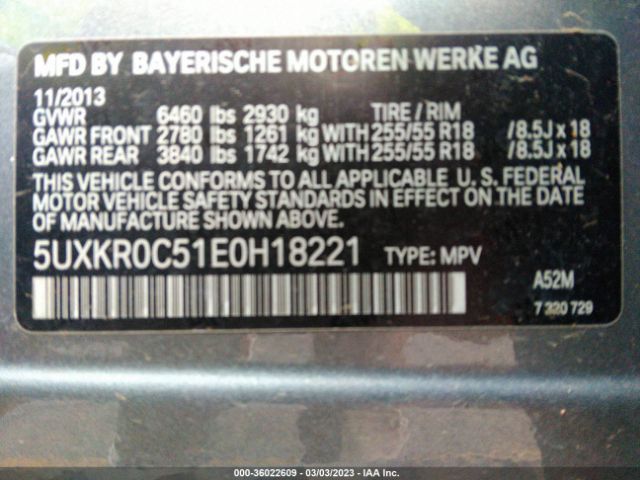 MFD BY BAYERISCHE MOTOREN WERKE AG
11/2013
GVWR 6460 lbs 2930 kg TIRE / RIM
GAWR FRONT 2780 lbs 1261 kg WITH 255/55 R18 /8.5J x 18
GAWR REAR 3840 lbs 1742 kg WITH 255/55 R18 /8.5J x 18
THIS VEHICLE CONFORMS TO ALL APPLICABLE U. S. FEDERAL
MOTOR VEHICLE SAFETY STANDARDS IN EFFECT ON THE DATE
OF MANUFACTURE SHOWN ABOVE.
5UXKR0C51E0H18221 TYPE: MPV
A52M
7 320 729
000-36022609 - 03/03/2023 - IAA Inc.